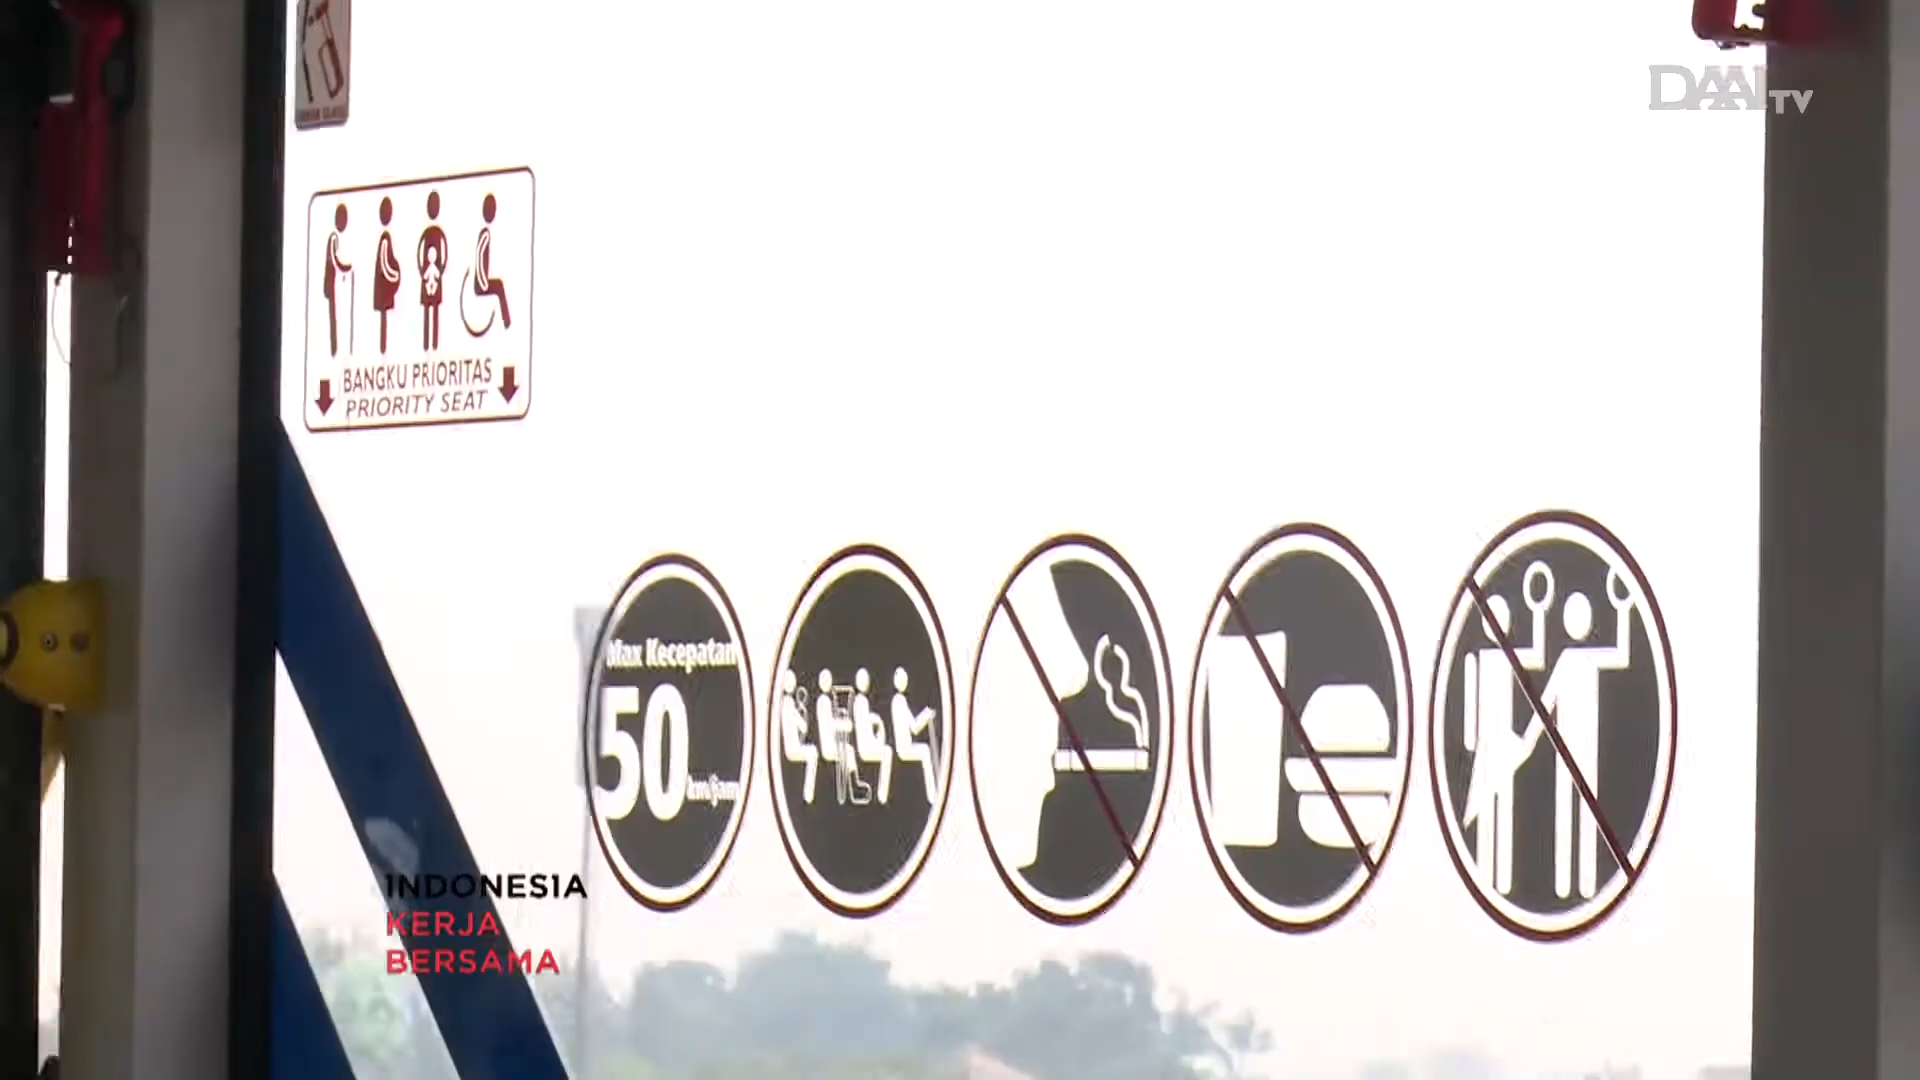 DAAI TV
BANGKU PRIORITAS
PRIORITY SEAT
Max Kecepatan
50 km/jam
INDONESIA
KERJA
BERSAMA